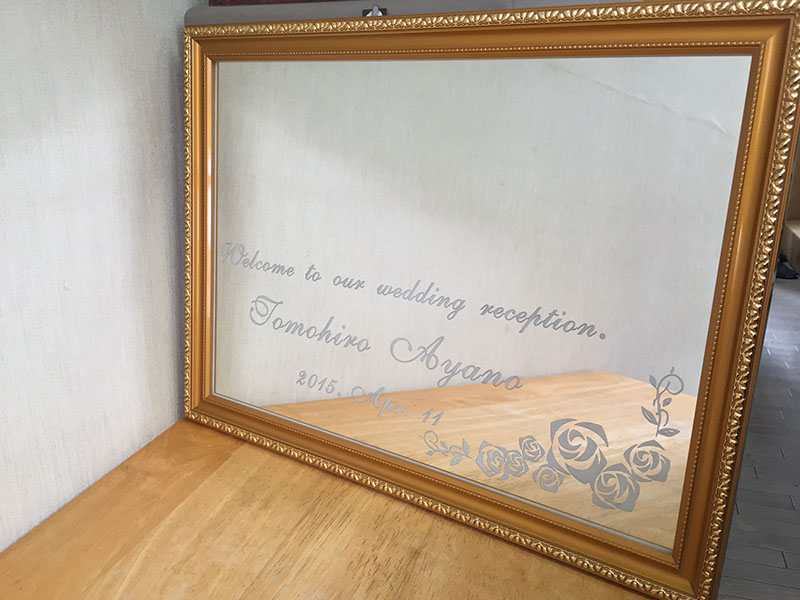 Welcome to our wedding reception.
Tomohiro Ayano
2015. Apr. 11